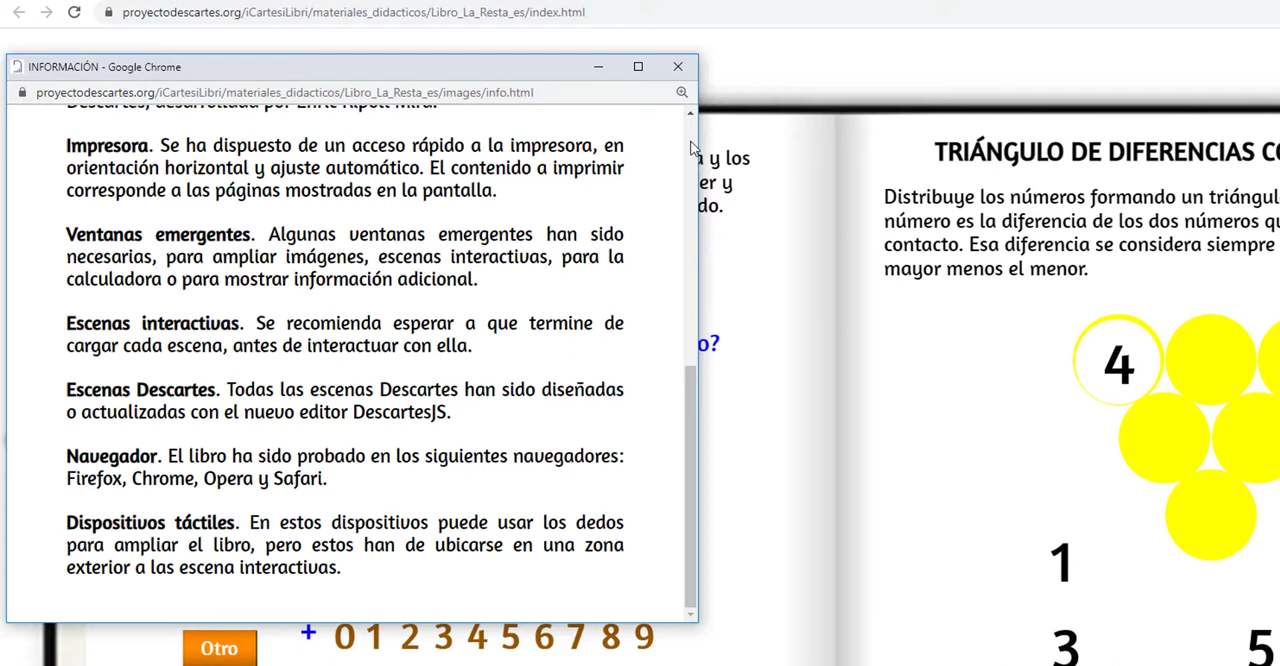 proyectodescartes.org/iCartesiLibri/materiales_didacticos/Libro_La_Resta_es/index.html
INFORMACIÓN - Google Chrome
proyectodescartes.org/iCartesiLibri/materiales_didacticos/Libro_La_Resta_es/images/info.html
Impresora. Se ha dispuesto de un acceso rápido a la impresora, en
orientación horizontal y ajuste automático. El contenido a imprimir
corresponde a las páginas mostradas en la pantalla.
Ventanas emergentes. Algunas ventanas emergentes han sido
necesarias, para ampliar imágenes, escenas interactivas, para la
calculadora o para mostrar información adicional.
Escenas interactivas. Se recomienda esperar a que termine de
cargar cada escena, antes de interactuar con ella.
Escenas Descartes. Todas las escenas Descartes han sido diseñadas
o actualizadas con el nuevo editor DescartesJS.
Navegador. El libro ha sido probado en los siguientes navegadores:
Firefox, Chrome, Opera y Safari.
Dispositivos táctiles. En estos dispositivos puede usar los dedos
para ampliar el libro, pero estos han de ubicarse en una zona
exterior a las escena interactivas.
y los
er y
do.
o?
Otro
+ 0 1 2 3 4 5 6 7 8 9
TRIÁNGULO DE DIFERENCIAS CO
Distribuye los números formando un triángul
número es la diferencia de los dos números qu
contacto. Esa diferencia se considera siempre
mayor menos el menor.
4
1
3 5